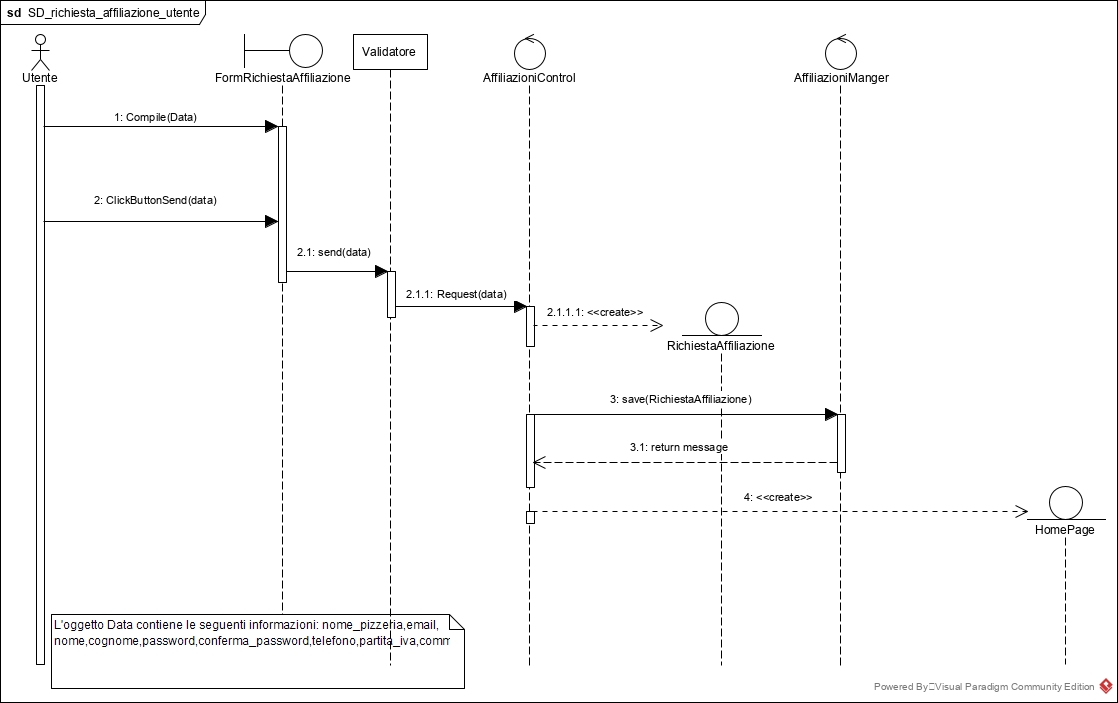 sd SD_richiesta_affiliazione_utente
Utente
FormRichiestaAffiliazione
Validatore
AffiliazioniControl
AffiliazioniManger
1: Compile(Data)
2: ClickButtonSend(data)
2.1: send(data)
2.1.1: Request(data)
2.1.1.1: <<create>>
RichiestaAffiliazione
3: save(RichiestaAffiliazione)
3.1: return message
4: <<create>>
HomePage
L'oggetto Data contiene le seguenti informazioni: nome_pizzeria,email,
nome,cognome,password,conferma_password,telefono,partita_iva,comm
Powered By Visual Paradigm Community Edition